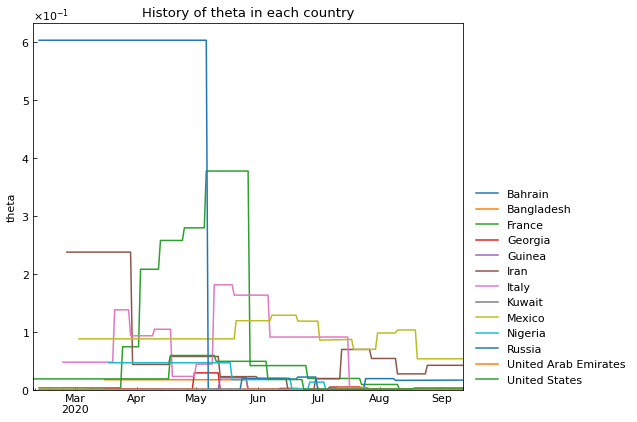 History of theta in each country
×10⁻¹
6
5
4
3
2
1
0
theta
Mar Apr May Jun Jul Aug Sep
2020
Bahrain
Bangladesh
France
Georgia
Guinea
Iran
Italy
Kuwait
Mexico
Nigeria
Russia
United Arab Emirates
United States